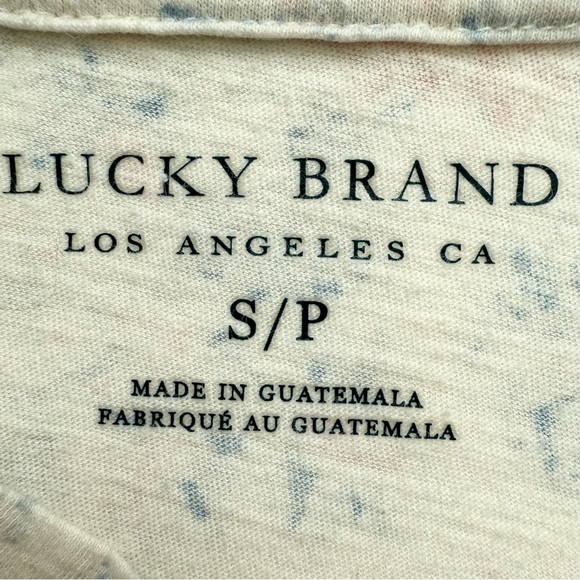 LUCKY BRAND
LOS ANGELES CA
S/P
MADE IN GUATEMALA
FABRIQUÉ AU GUATEMALA